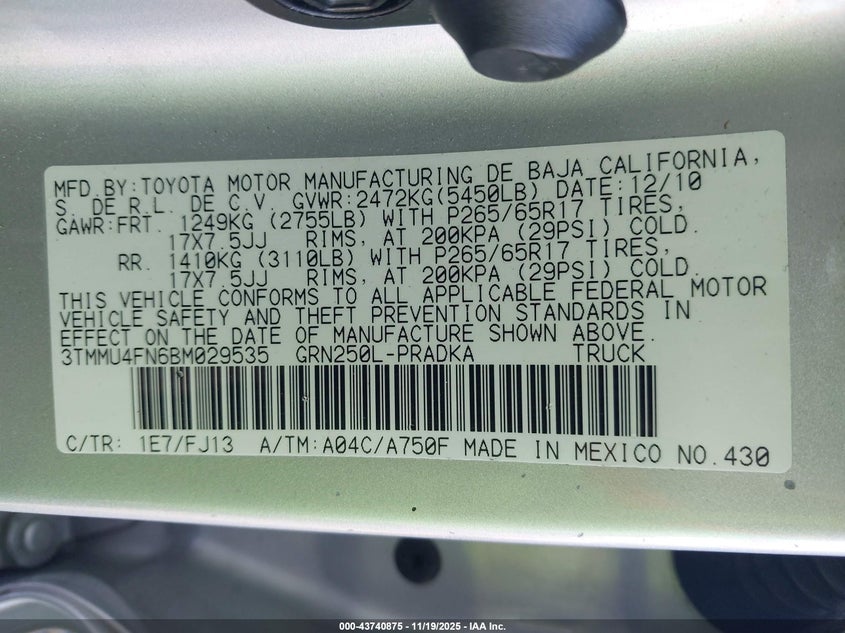 MFD.BY:TOYOTA MOTOR MANUFACTURING DE BAJA CALIFORNIA,
S. DE R.L. DE C.V. GVWR:2472KG(5450LB) DATE:12/10
GAWR:FRT. 1249KG (2755LB) WITH P265/65R17 TIRES,
17X7.5JJ RIMS, AT 200KPA (29PSI) COLD.
RR. 1410KG (3110LB) WITH P265/65R17 TIRES,
17X7.5JJ RIMS, AT 200KPA (29PSI) COLD.
THIS VEHICLE CONFORMS TO ALL APPLICABLE FEDERAL MOTOR
VEHICLE SAFETY AND THEFT PREVENTION STANDARDS IN
EFFECT ON THE DATE OF MANUFACTURE SHOWN ABOVE.
3TMMU4FN6BM029535 GRN250L-PRADKA TRUCK
C/TR: 1E7/FJ13 A/TM:A04C/A750F MADE IN MEXICO NO.430
000-43740875 - 11/19/2025 - IAA Inc.